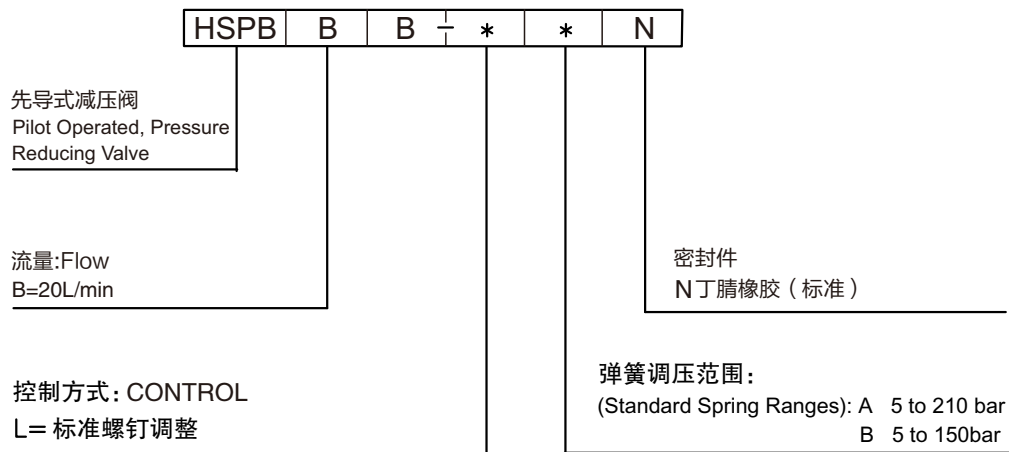 HSPB B B - * * N
先导式减压阀
Pilot Operated, Pressure
Reducing Valve
流量:Flow
B=20L/min
密封件
N丁腈橡胶（标准）
控制方式: CONTROL
L= 标准螺钉调整
弹簧调压范围:
(Standard Spring Ranges): A 5 to 210 bar
B 5 to 150bar